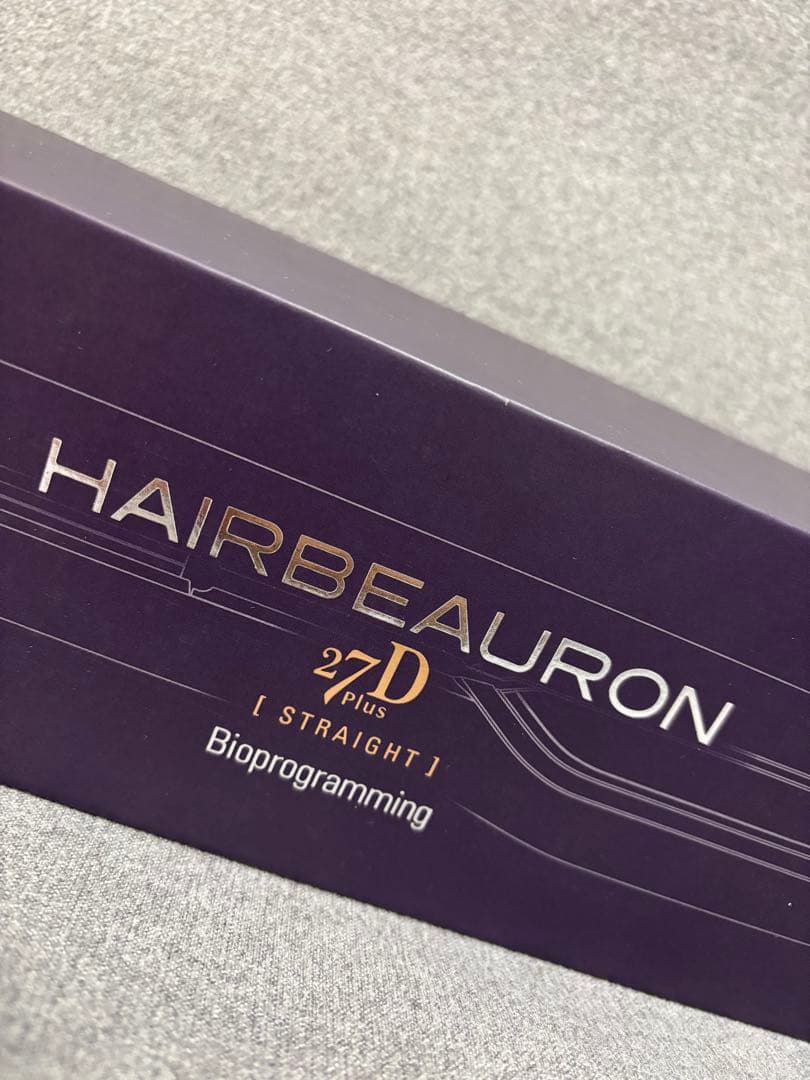 HAIRBEAURON
27D
Plus
[ STRAIGHT ]
Bioprogramming